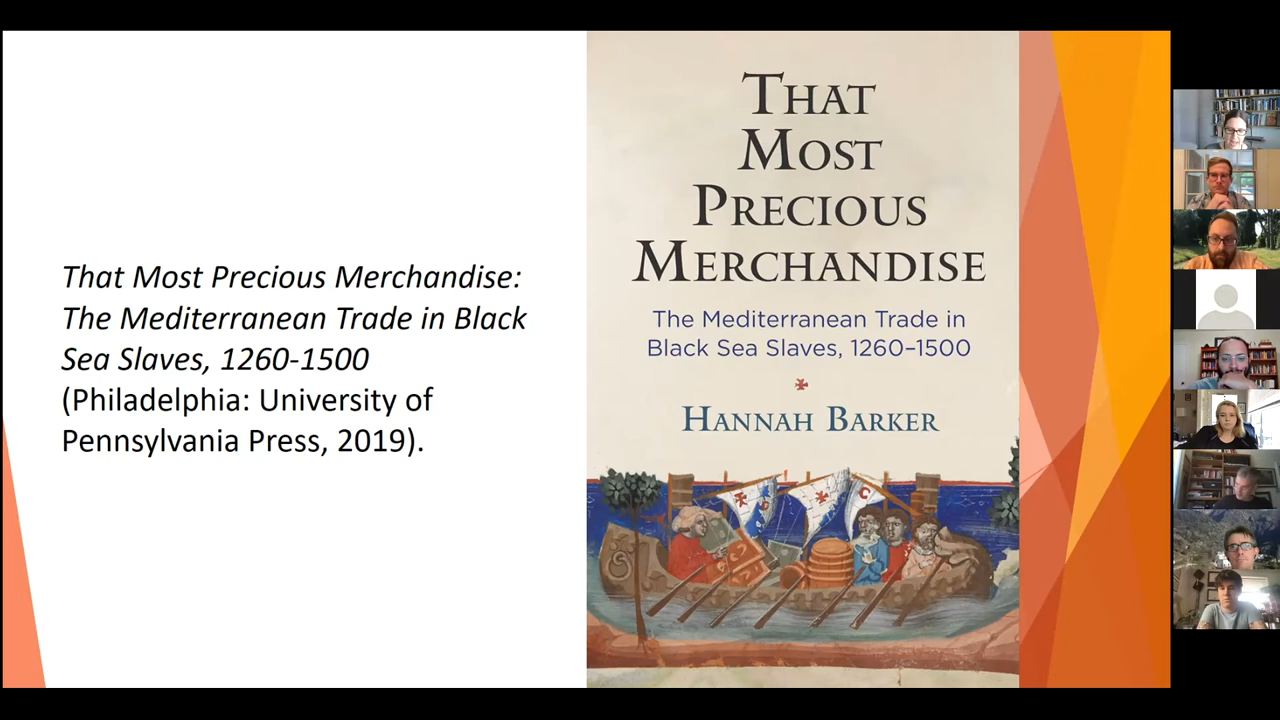 That Most Precious Merchandise:
The Mediterranean Trade in Black
Sea Slaves, 1260-1500
(Philadelphia: University of
Pennsylvania Press, 2019).
THAT
MOST
PRECIOUS
MERCHANDISE
The Mediterranean Trade in
Black Sea Slaves, 1260–1500
HANNAH BARKER